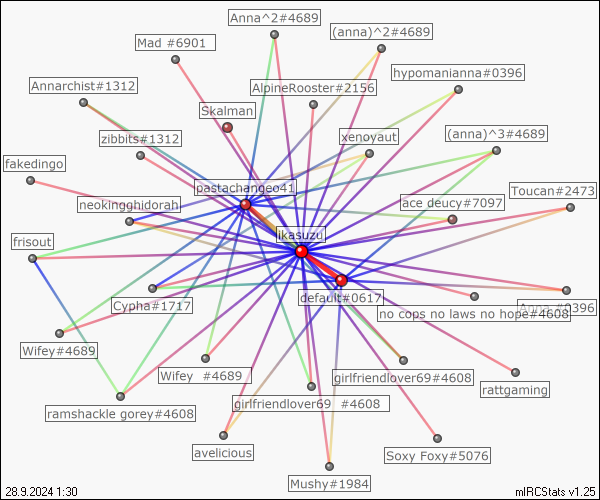 Anna^2#4689
(anna)^2#4689
Mad #6901
hypomanianna#0396
Annarchist#1312
AlpineRooster#2156
Skalman
zibbits#1312
xenoyaut
(anna)^3#4689
fakedingo
pastachangeo41
Toucan#2473
neokingghidorah
ace deucy#7097
ikasuzu
frisout
default#0617
Cypha#1717
Anna #0396
no cops no laws no hope#4608
Wifey#4689
Wifey #4689
girlfriendlover69#4608
rattgaming
girlfriendlover69 #4608
ramshackle gorey#4608
avelicious
Soxy Foxy#5076
Mushy#1984
28.9.2024 1:30
mIRCStats v1.25